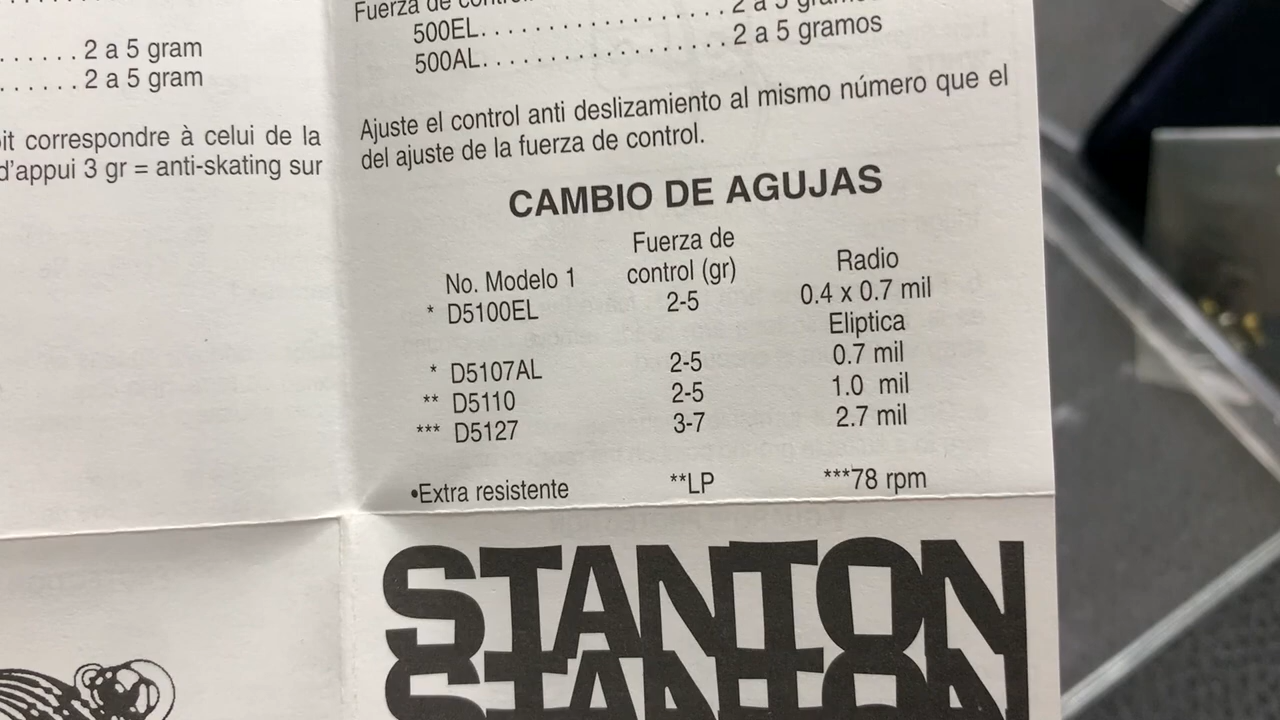 . . . . . . 2 a 5 gram
. . . . . . 2 a 5 gram
it correspondre à celui de la
d'appui 3 gr = anti-skating sur
Fuerza de
500EL. . . . . . . . . . . . . . . . . . 2 a 5
500AL. . . . . . . . . . . . . . . . . . 2 a 5 gramos
Ajuste el control anti deslizamiento al mismo número que el
del ajuste de la fuerza de control.
CAMBIO DE AGUJAS
No. Modelo 1 Fuerza de control (gr) Radio
* D5100EL 2-5 0.4 x 0.7 mil
Eliptica
* D5107AL 2-5 0.7 mil
** D5110 2-5 1.0 mil
*** D5127 3-7 2.7 mil
•Extra resistente **LP ***78 rpm
STANTON
STANTON